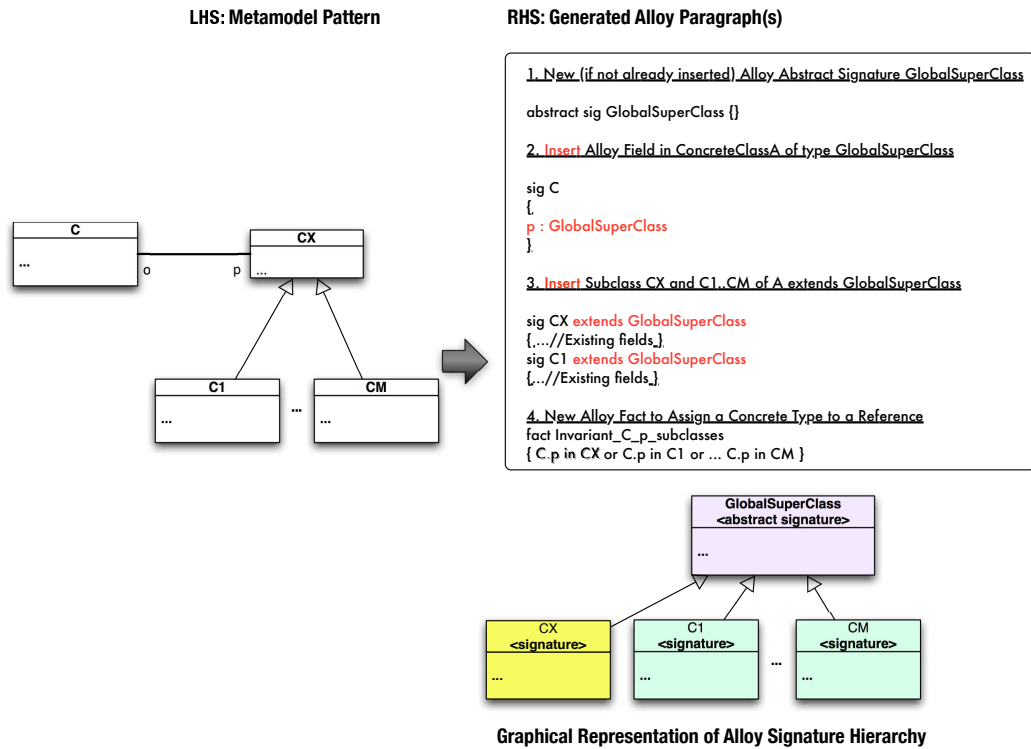 LHS: Metamodel Pattern
RHS: Generated Alloy Paragraph(s)
1. New (if not already inserted) Alloy Abstract Signature GlobalSuperClass
abstract sig GlobalSuperClass {}
2. Insert Alloy Field in ConcreteClassA of type GlobalSuperClass
sig C
{
p : GlobalSuperClass
}
3. Insert Subclass CX and C1..CM of A extends GlobalSuperClass
sig CX extends GlobalSuperClass
{...//Existing fields }
sig C1 extends GlobalSuperClass
{...//Existing fields }
4. New Alloy Fact to Assign a Concrete Type to a Reference
fact Invariant_C_p_subclasses
{ C.p in CX or C.p in C1 or ... C.p in CM }
C
...
o
p
CX
...
C1
...
...
CM
...
GlobalSuperClass
<abstract signature>
...
CX
<signature>
...
C1
<signature>
...
...
CM
<signature>
...
Graphical Representation of Alloy Signature Hierarchy